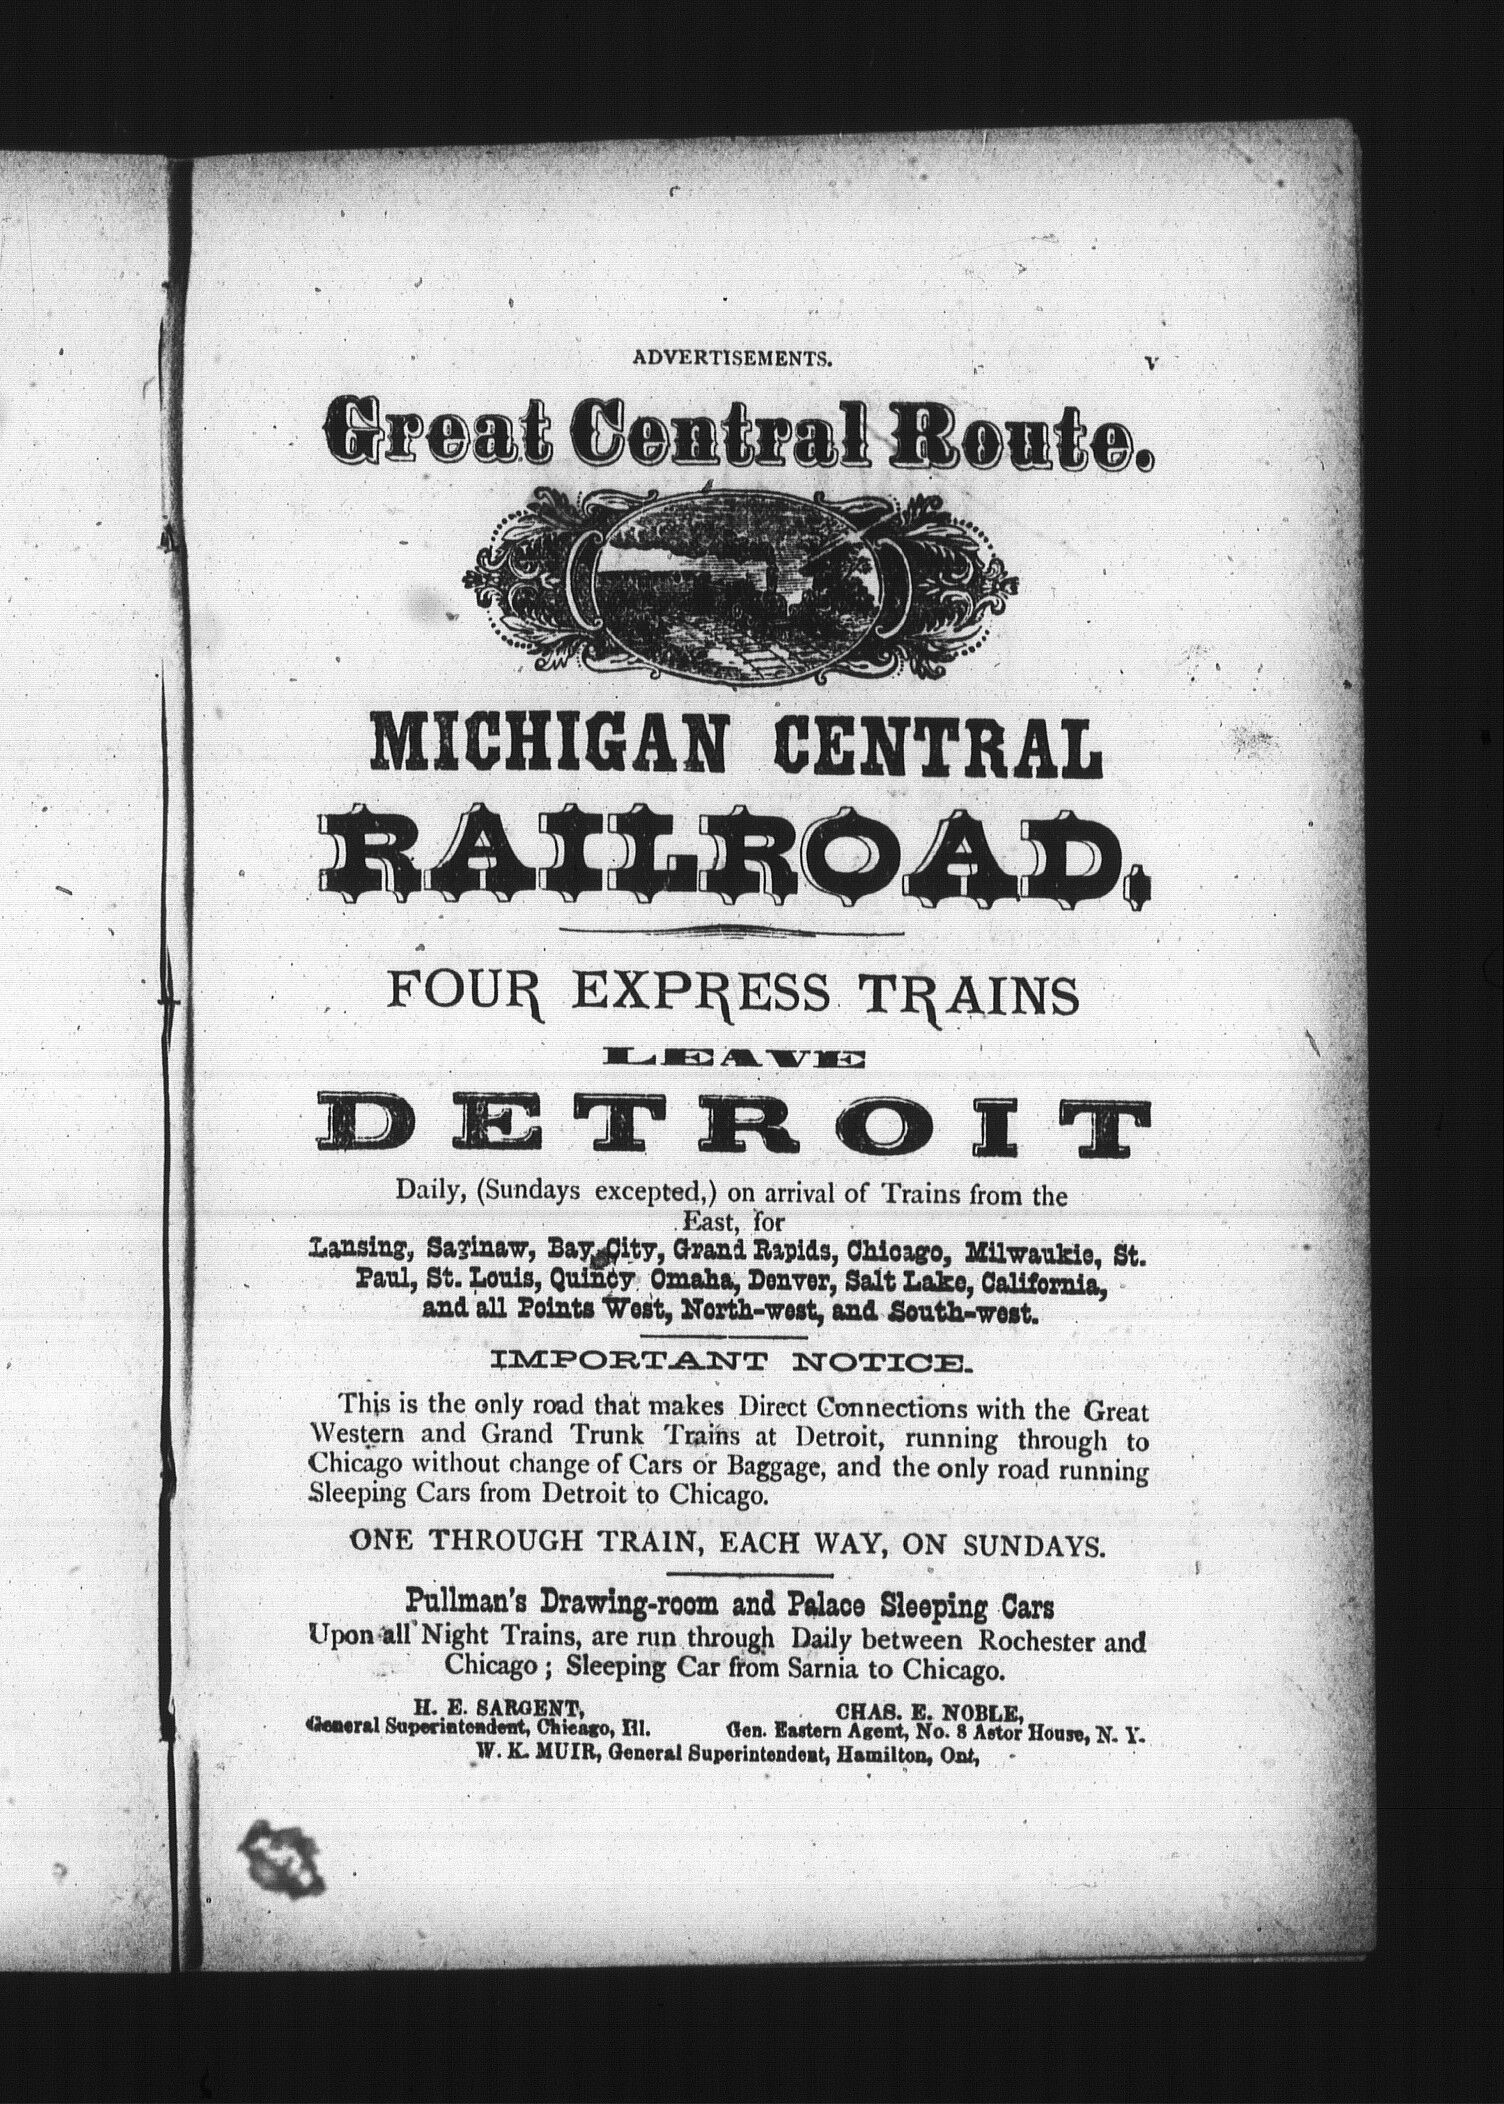 ADVERTISEMENTS. v
Great Central Route.
MICHIGAN CENTRAL
RAILROAD,
FOUR EXPRESS TRAINS
LEAVE
DETROIT
Daily, (Sundays excepted,) on arrival of Trains from the
East, for
Lansing, Saginaw, Bay City, Grand Rapids, Chicago, Milwaukie, St.
Paul, St. Louis, Quincy Omaha, Denver, Salt Lake, California,
and all Points West, North-west, and South-west.
IMPORTANT NOTICE.
This is the only road that makes Direct Connections with the Great
Western and Grand Trunk Trains at Detroit, running through to
Chicago without change of Cars or Baggage, and the only road running
Sleeping Cars from Detroit to Chicago.
ONE THROUGH TRAIN, EACH WAY, ON SUNDAYS.
Pullman's Drawing-room and Palace Sleeping Cars
Upon all Night Trains, are run through Daily between Rochester and
Chicago; Sleeping Car from Sarnia to Chicago.
H. E. SARGENT, CHAS. E. NOBLE,
General Superintendent, Chicago, Ill. Gen. Eastern Agent, No. 8 Astor House, N. Y.
W. K. MUIR, General Superintendent, Hamilton, Ont,